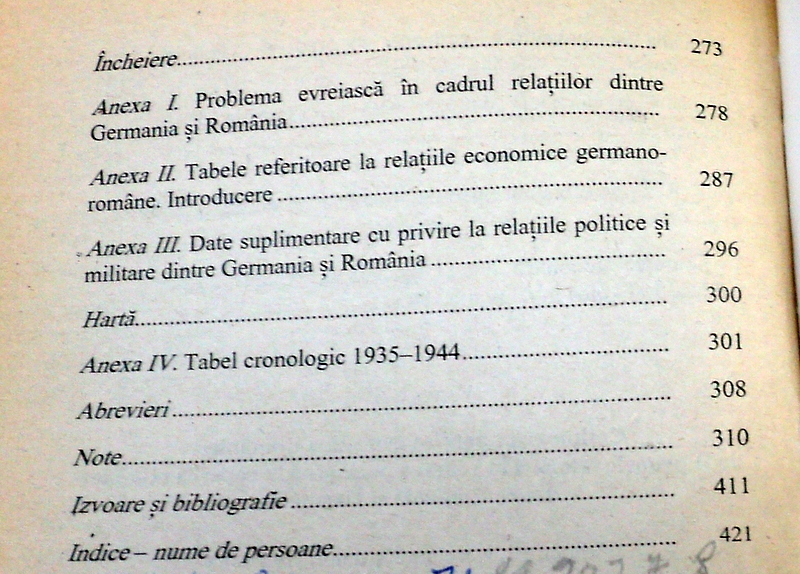 Încheiere........................................................................ 273
Anexa I. Problema evreiască în cadrul relațiilor dintre
Germania și România........................................................ 278
Anexa II. Tabele referitoare la relațiile economice germano-
române. Introducere .......................................................... 287
Anexa III. Date suplimentare cu privire la relațiile politice și
militare dintre Germania și România.................................... 296
Hartă................................................................................ 300
Anexa IV. Tabel cronologic 1935–1944................................ 301
Abrevieri .......................................................................... 308
Note.................................................................................. 310
Izvoare și bibliografie ........................................................ 411
Indice – nume de persoane.................................................. 421